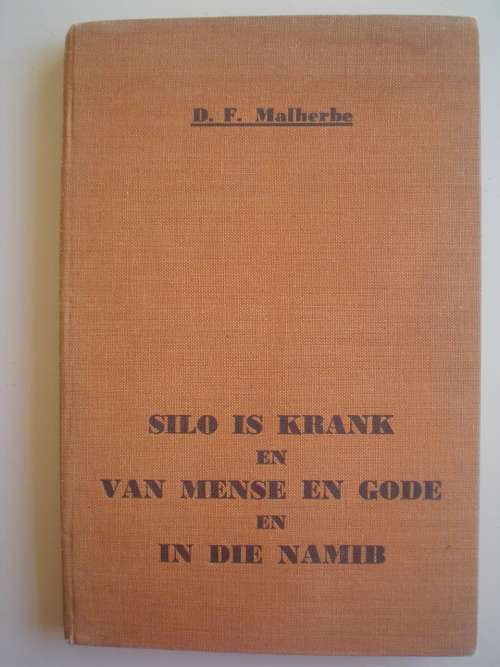 D. F. Malherbe
SILO IS KRANK
EN
VAN MENSE EN GODE
EN
IN DIE NAMIB